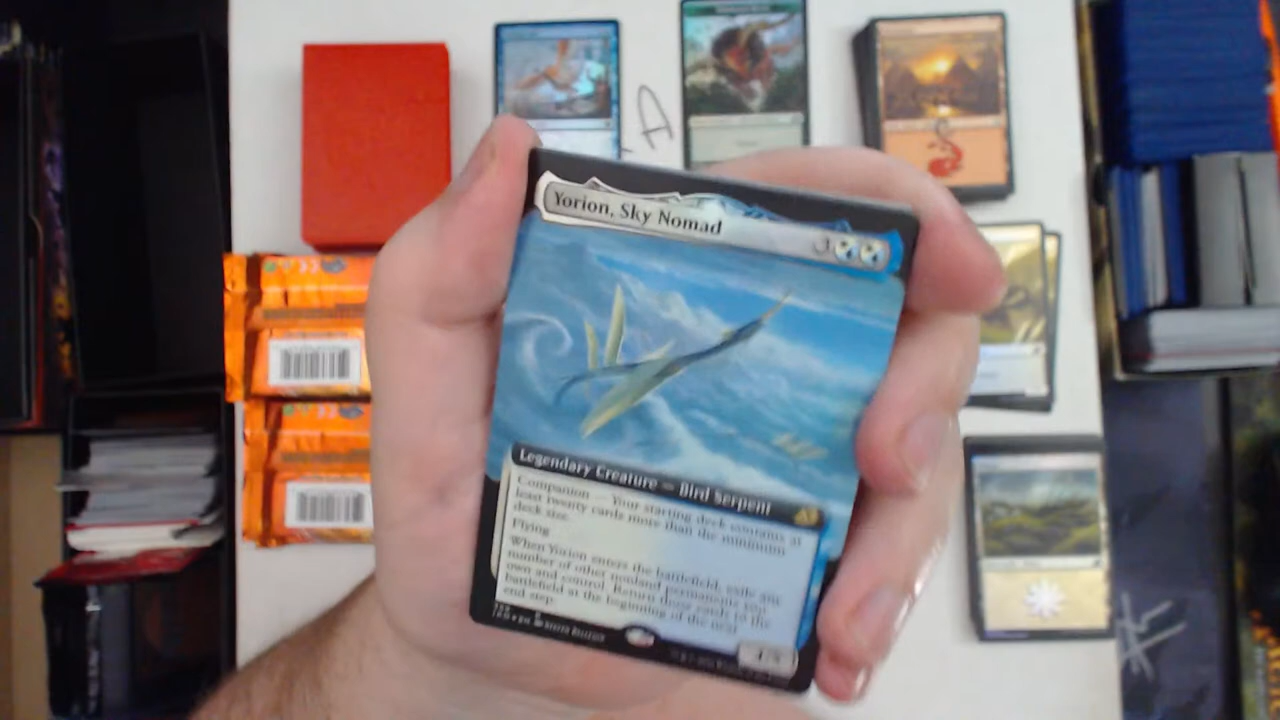 A
Yorion, Sky Nomad
3
Legendary Creature — Bird Serpent
Companion — Your starting deck contains at
least twenty cards more than the minimum
deck size.
Flying
When Yorion enters the battlefield, exile any
number of other nonland permanents you
own and control. Return those cards to the
battlefield at the beginning of the next
end step.